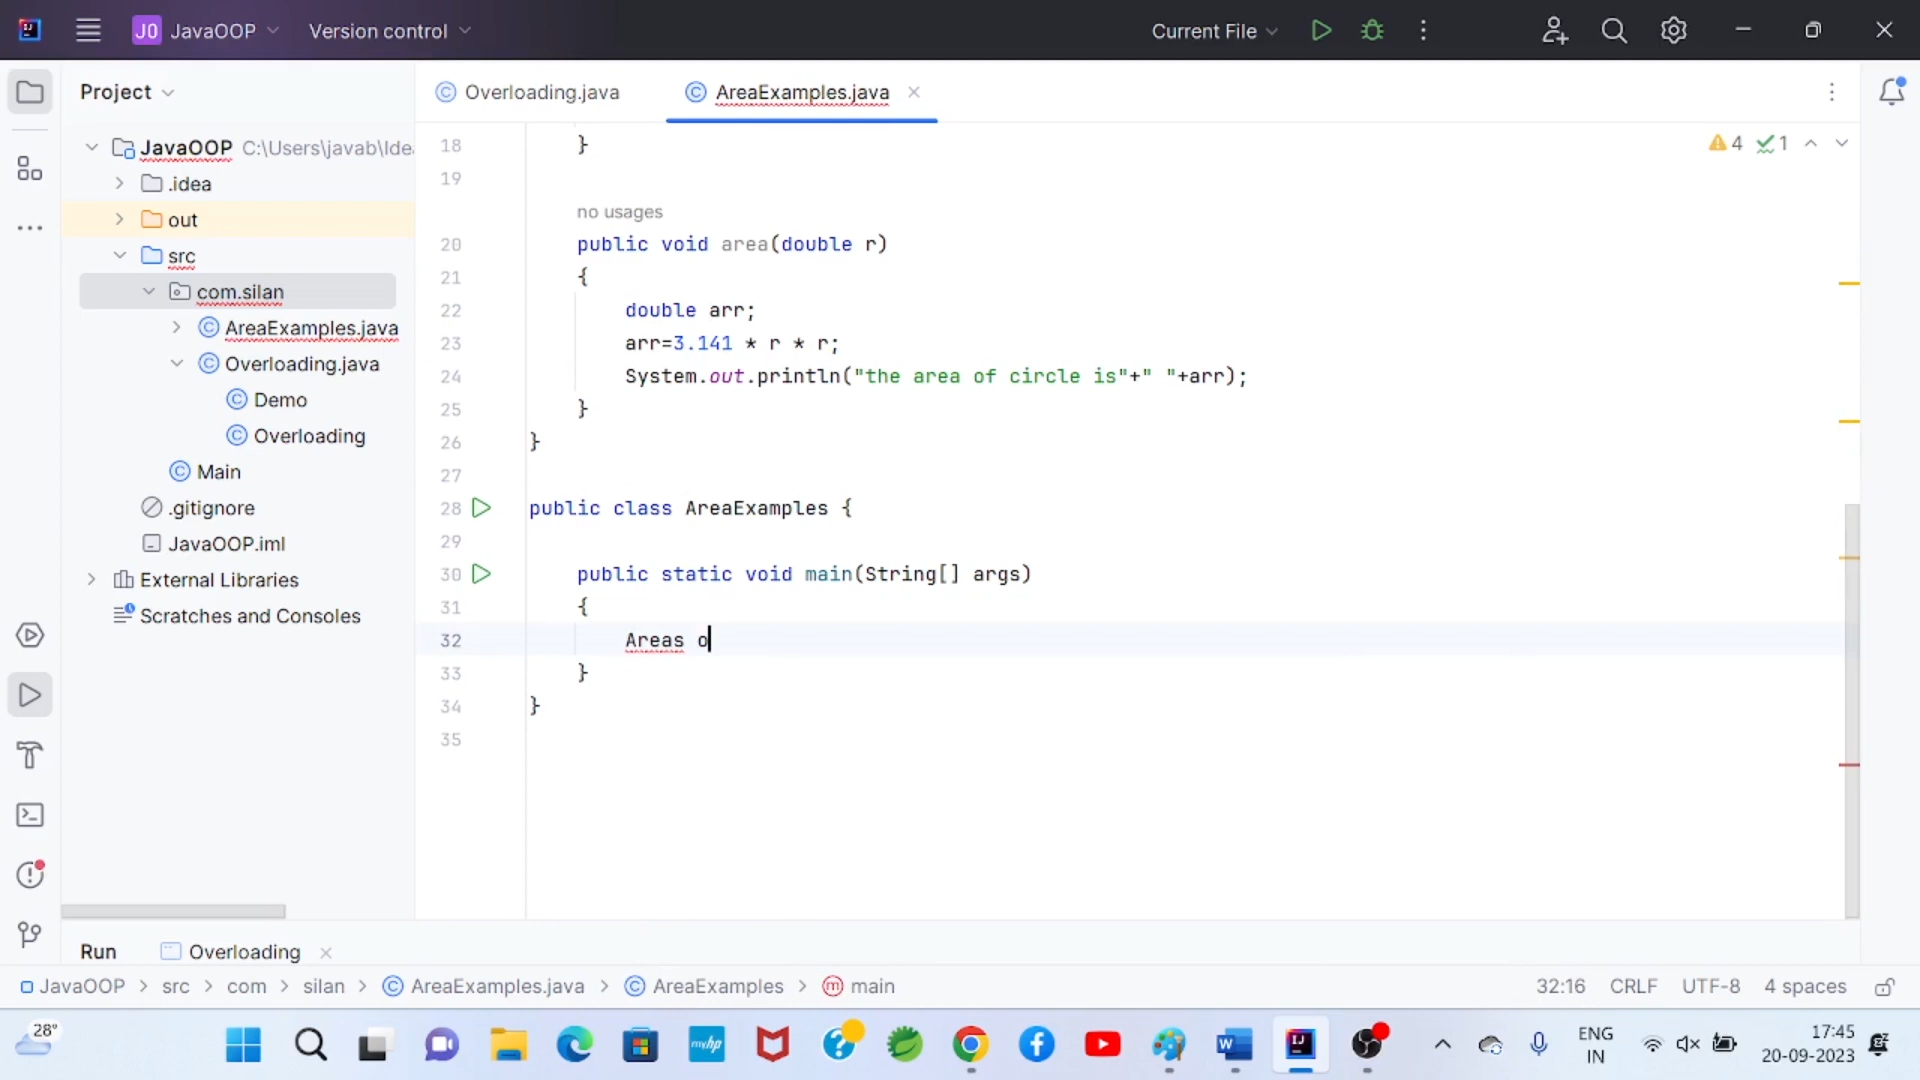 J0 JavaOOP Version control Current File
Project
Overloading.java AreaExamples.java
JavaOOP C:\Users\javab\Ide
.idea
out
src
com.silan
AreaExamples.java
Overloading.java
Demo
Overloading
Main
.gitignore
JavaOOP.iml
External Libraries
Scratches and Consoles
4 1
18 }
19
no usages
20 public void area(double r)
21 {
22 double arr;
23 arr=3.141 * r * r;
24 System.out.println("the area of circle is"+" "+arr);
25 }
26 }
27
28 public class AreaExamples {
29
30 public static void main(String[] args)
31 {
32 Areas o
33 }
34 }
35
Run Overloading
JavaOOP > src > com > silan > AreaExamples.java > AreaExamples > main 32:16 CRLF UTF-8 4 spaces
28°
myhp
ENG
IN
17:45
20-09-2023